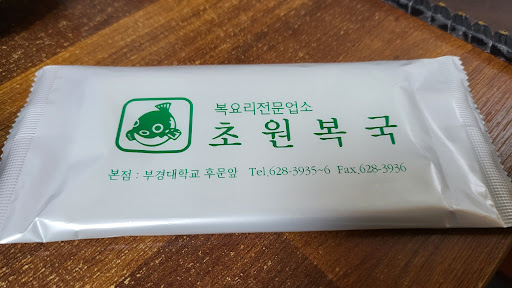 복요리전문업소
초원복국
본점 : 부경대학교 후문앞 Tel.628-3935~6 Fax.628-3936